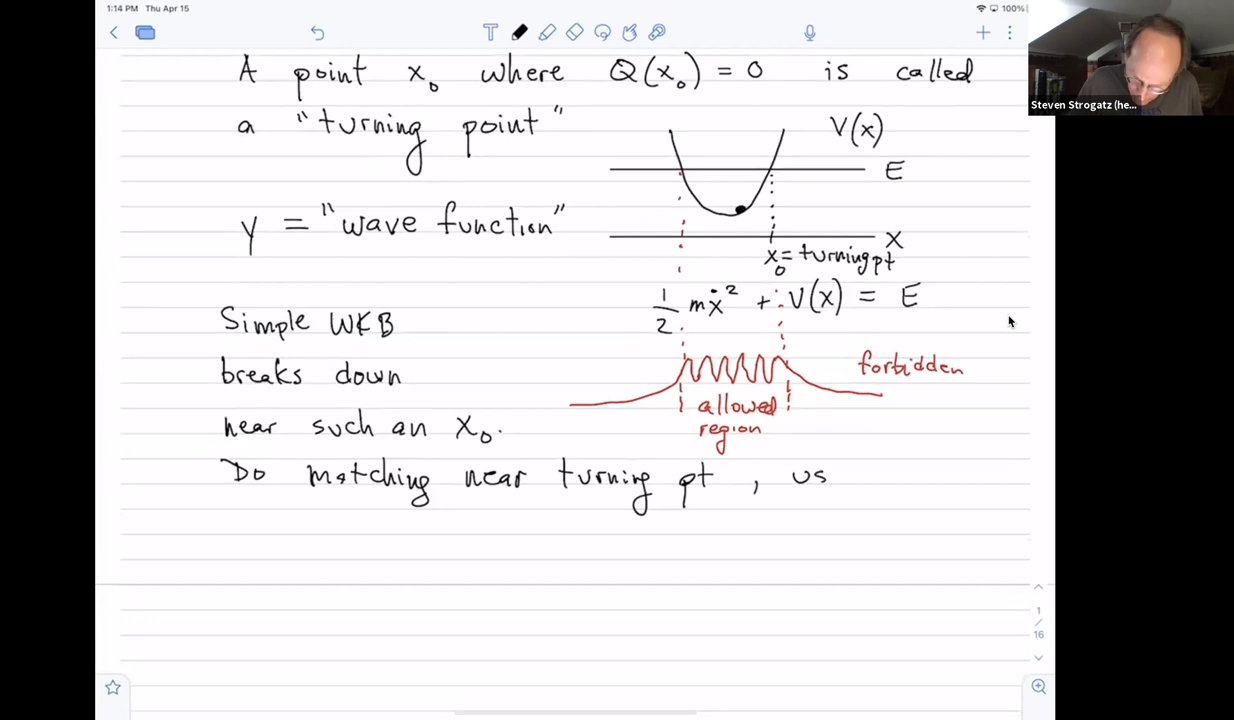 1:14 PM Thu Apr 15
100%
Steven Strogatz (he...
A point x₀ where Q(x₀) = 0 is called
a "turning point"
V(x)
E
y = "wave function"
x
x₀ = turning pt
1/2 mẋ² + V(x) = E
Simple WKB
breaks down
forbidden
allowed
region
near such an x₀.
Do matching near turning pt, us
1
/
16